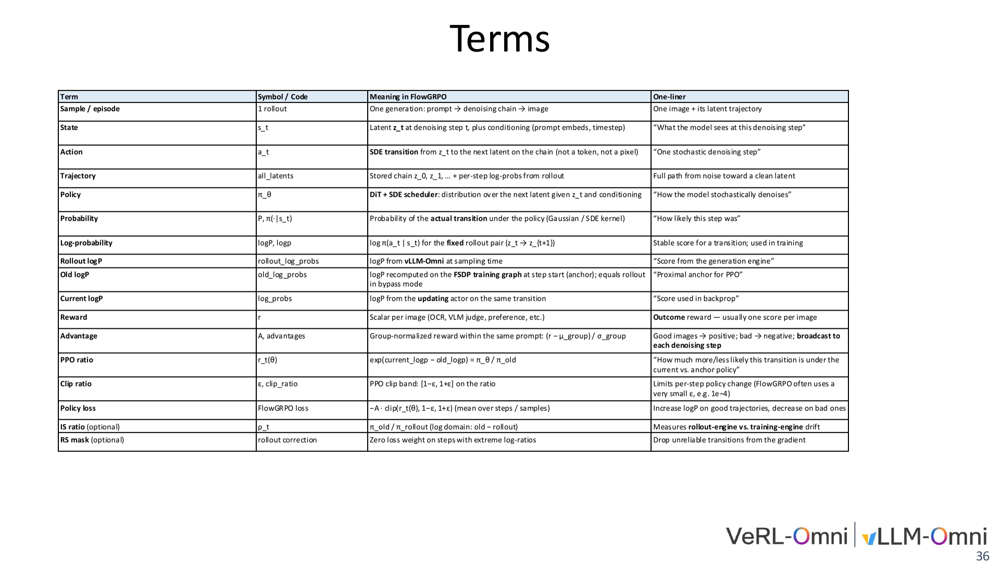 Terms
Term Symbol / Code Meaning in FlowGRPO One-liner
Sample / episode 1 rollout One generation: prompt → denoising chain → image One image + its latent trajectory
State s_t Latent z_t at denoising step t, plus conditioning (prompt embeds, timestep) “What the model sees at this denoising step”
Action a_t SDE transition from z_t to the next latent on the chain (not a token, not a pixel) “One stochastic denoising step”
Trajectory all_latents Stored chain z_0, z_1, … + per-step log-probs from rollout Full path from noise toward a clean latent
Policy π_θ DiT + SDE scheduler: distribution over the next latent given z_t and conditioning “How the model stochastically denoises”
Probability P, π(·|s_t) Probability of the actual transition under the policy (Gaussian / SDE kernel) “How likely this step was”
Log-probability logP, logp log π(a_t | s_t) for the fixed rollout pair (z_t → z_{t+1}) Stable score for a transition; used in training
Rollout logP rollout_log_probs logP from vLLM-Omni at sampling time “Score from the generation engine”
Old logP old_log_probs logP recomputed on the FSDP training graph at step start (anchor); equals rollout
in bypass mode “Proximal anchor for PPO”
Current logP log_probs logP from the updating actor on the same transition “Score used in backprop”
Reward r Scalar per image (OCR, VLM judge, preference, etc.) Outcome reward — usually one score per image
Advantage A, advantages Group-normalized reward within the same prompt: (r − μ_group) / σ_group Good images → positive; bad → negative; broadcast to
each denoising step
PPO ratio r_t(θ) exp(current_logp − old_logp) = π_θ / π_old “How much more/less likely this transition is under the
current vs. anchor policy”
Clip ratio ε, clip_ratio PPO clip band: [1−ε, 1+ε] on the ratio Limits per-step policy change (FlowGRPO often uses a
very small ε, e.g. 1e−4)
Policy loss FlowGRPO loss −A · clip(r_t(θ), 1−ε, 1+ε) (mean over steps / samples) Increase logP on good trajectories, decrease on bad ones
IS ratio (optional) ρ_t π_old / π_rollout (log domain: old − rollout) Measures rollout-engine vs. training-engine drift
RS mask (optional) rollout correction Zero loss weight on steps with extreme log-ratios Drop unreliable transitions from the gradient
VeRL-Omni | vLLM-Omni
36